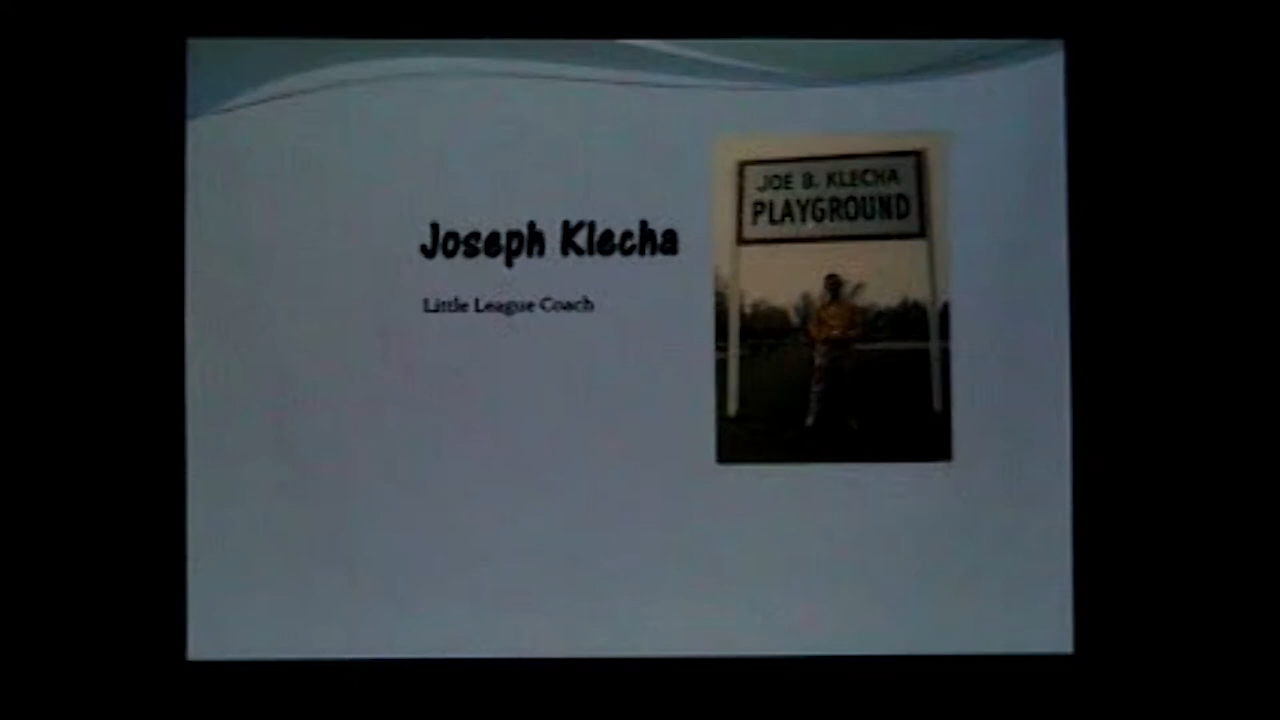 Joseph Klecha
Little League Coach
JOE B. KLECHA
PLAYGROUND